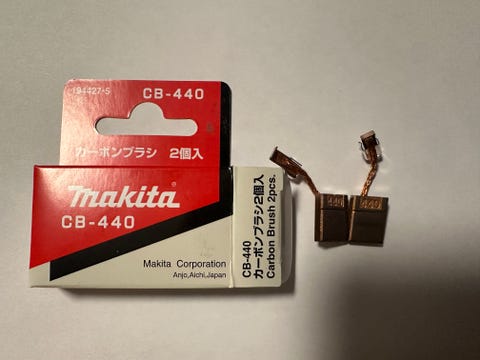 194427-5
CB-440
カーボンブラシ 2個入
makita®
CB-440
Makita Corporation
Anjo,Aichi,Japan
CB-440
カーボンブラシ2個入
Carbon Brush 2pcs.
440
440